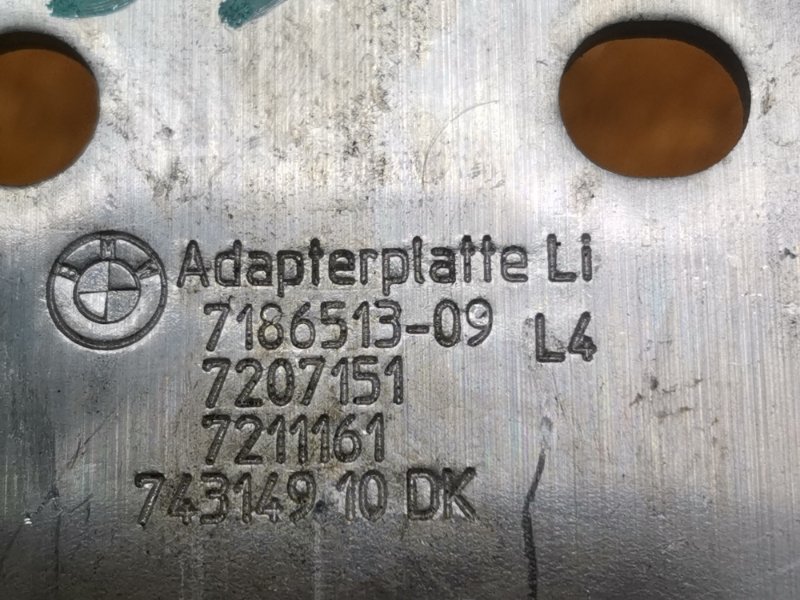 BMW Adapterplatte Li
7186513-09 L4
7207151
7211161
743149 10 DK